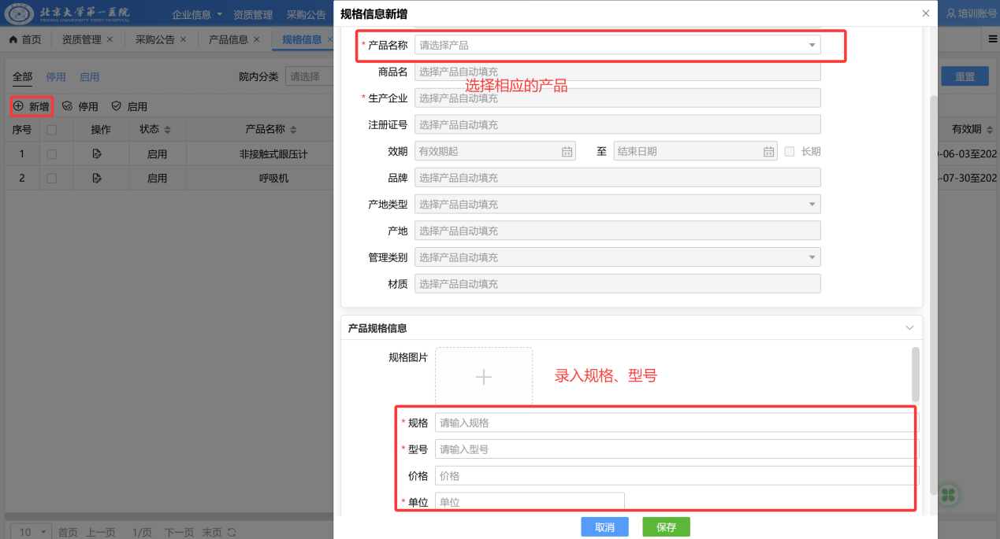 北京大学第一医院
PEKING UNIVERSITY FIRST HOSPITAL
企业信息 资质管理 采购公告
培训账号
首页 资质管理 × 采购公告 × 产品信息 × 规格信息 ×
全部 停用 启用 院内分类 请选择
重置
新增 停用 启用
序号 操作 状态 产品名称 有效期
1 启用 非接触式眼压计 -06-03至202
2 启用 呼吸机 -07-30至202
10 首页 上一页 1/页 下一页 末页
规格信息新增
* 产品名称 请选择产品
商品名 选择产品自动填充
选择相应的产品
* 生产企业 选择产品自动填充
注册证号 选择产品自动填充
效期 有效期起 至 结束日期 长期
品牌 选择产品自动填充
产地类型 选择产品自动填充
产地 选择产品自动填充
管理类别 选择产品自动填充
材质 选择产品自动填充
产品规格信息
规格图片
录入规格、型号
* 规格 请输入规格
* 型号 请输入型号
价格 价格
* 单位 单位
取消 保存